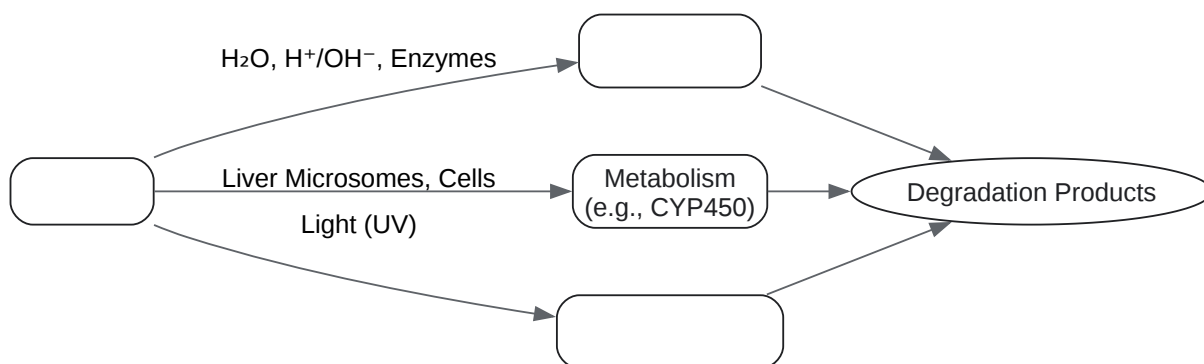 H₂O, H⁺/OH⁻, Enzymes
Liver Microsomes, Cells
Metabolism
(e.g., CYP450)
Degradation Products
Light (UV)